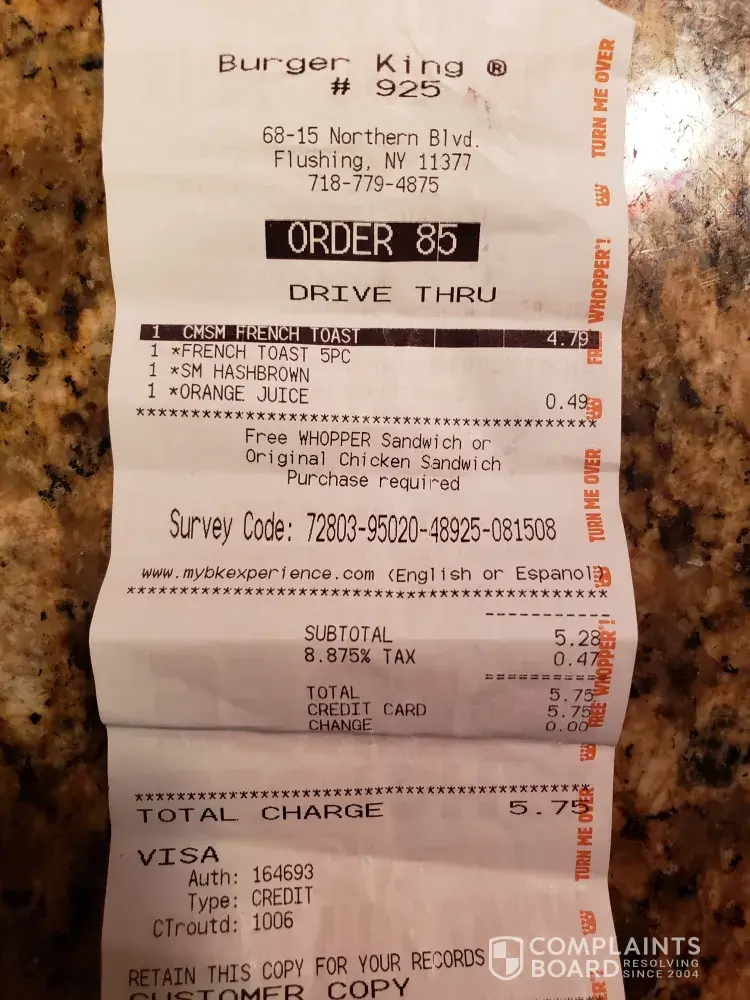 Burger King ®
# 925
68-15 Northern Blvd.
Flushing, NY 11377
718-779-4875
ORDER 85
DRIVE THRU
1 CMSM FRENCH TOAST 4.79
1 *FRENCH TOAST 5PC
1 *SM HASHBROWN
1 *ORANGE JUICE 0.49
*****************************************
Free WHOPPER Sandwich or
Original Chicken Sandwich
Purchase required
Survey Code: 72803-95020-48925-081508
www.mybkexperience.com (English or Espanol)
*****************************************
------------
SUBTOTAL 5.28
8.875% TAX 0.47
============
TOTAL 5.75
CREDIT CARD 5.75
CHANGE 0.00
*****************************************
TOTAL CHARGE 5.75
VISA
Auth: 164693
Type: CREDIT
CTroutd: 1006
RETAIN THIS COPY FOR YOUR RECORDS
CUSTOMER COPY
TURN ME OVER
FREE WHOPPER!
TURN ME OVER
FREE WHOPPER!
TURN ME OVER
COMPLAINTS
BOARD RESOLVING
SINCE 2004